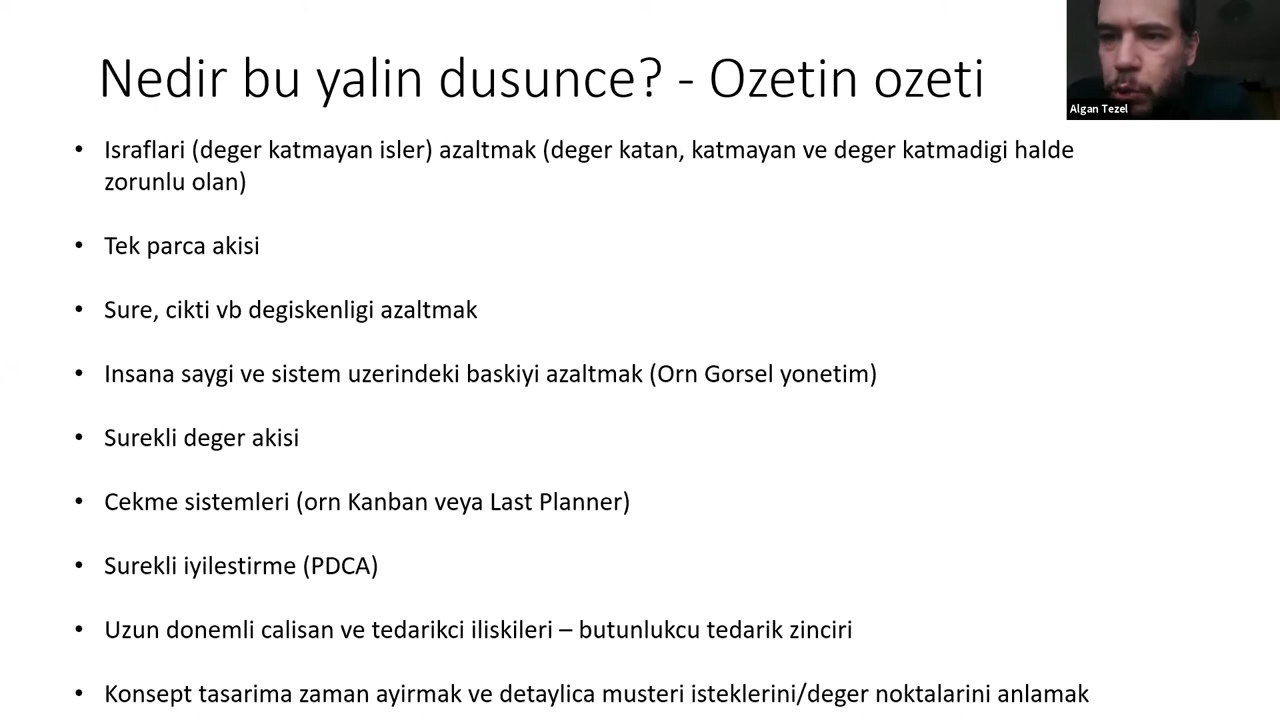 Nedir bu yalin dusunce? - Ozetin ozeti
Algan Tezel
• Israflari (deger katmayan isler) azaltmak (deger katan, katmayan ve deger katmadigi halde
zorunlu olan)
• Tek parca akisi
• Sure, cikti vb degiskenligi azaltmak
• Insana saygi ve sistem uzerindeki baskiyi azaltmak (Orn Gorsel yonetim)
• Surekli deger akisi
• Cekme sistemleri (orn Kanban veya Last Planner)
• Surekli iyilestirme (PDCA)
• Uzun donemli calisan ve tedarikci iliskileri – butunlukcu tedarik zinciri
• Konsept tasarima zaman ayirmak ve detaylica musteri isteklerini/deger noktalarini anlamak